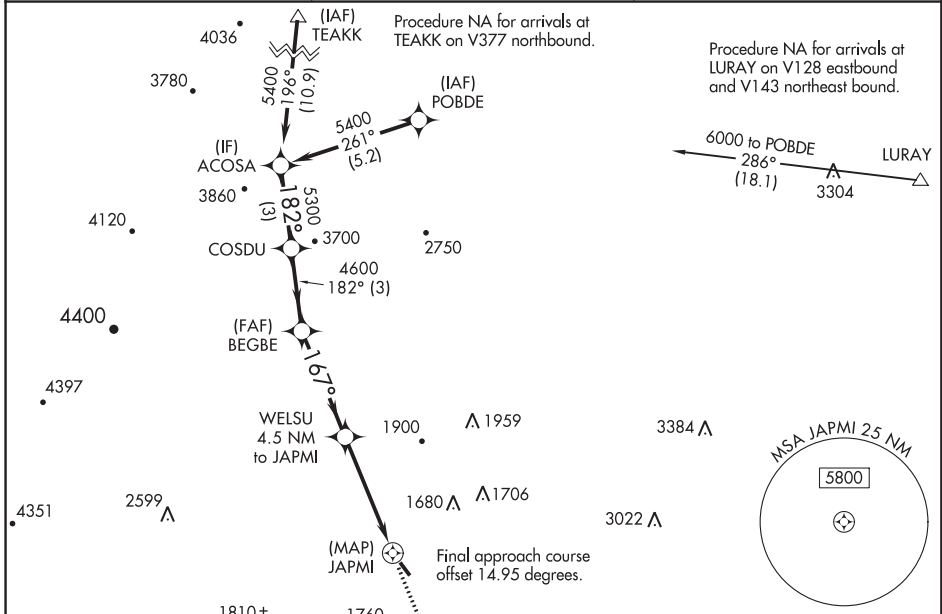 4036
(IAF)
TEAKK
Procedure NA for arrivals at
TEAKK on V377 northbound.
Procedure NA for arrivals at
LURAY on V128 eastbound
and V143 northeast bound.
3780
5400
196°
(10.9)
(IAF)
POBDE
5400
261°
(5.2)
6000 to POBDE
286°
(18.1)
LURAY
3304
(IF)
ACOSA
3860
5300
182°
(3)
4120
COSDU
3700
2750
4600
182° (3)
4400
(FAF)
BEGBE
167°
4397
WELSU
4.5 NM
to JAPMI
1900
1959
3384
MSA JAPMI 25 NM
5800
4351
2599
1680
1706
3022
(MAP)
JAPMI
Final approach course
offset 14.95 degrees.
1810±
1760